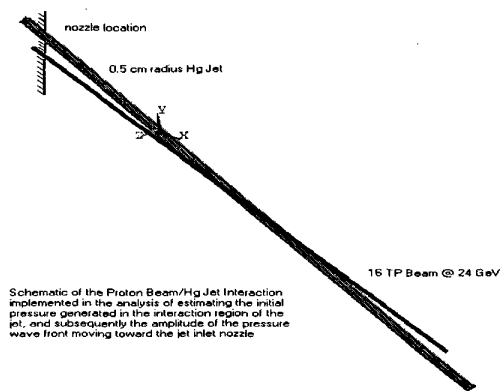 nozzle location
0.5 cm radius Hg Jet
Y
Z X
16 TP Beam @ 24 GeV
Schematic of the Proton Beam/Hg Jet Interaction
implemented in the analysis of estimating the initial
pressure generated in the interaction region of the
jet, and subsequently the amplitude of the pressure
wave front moving toward the jet inlet nozzle